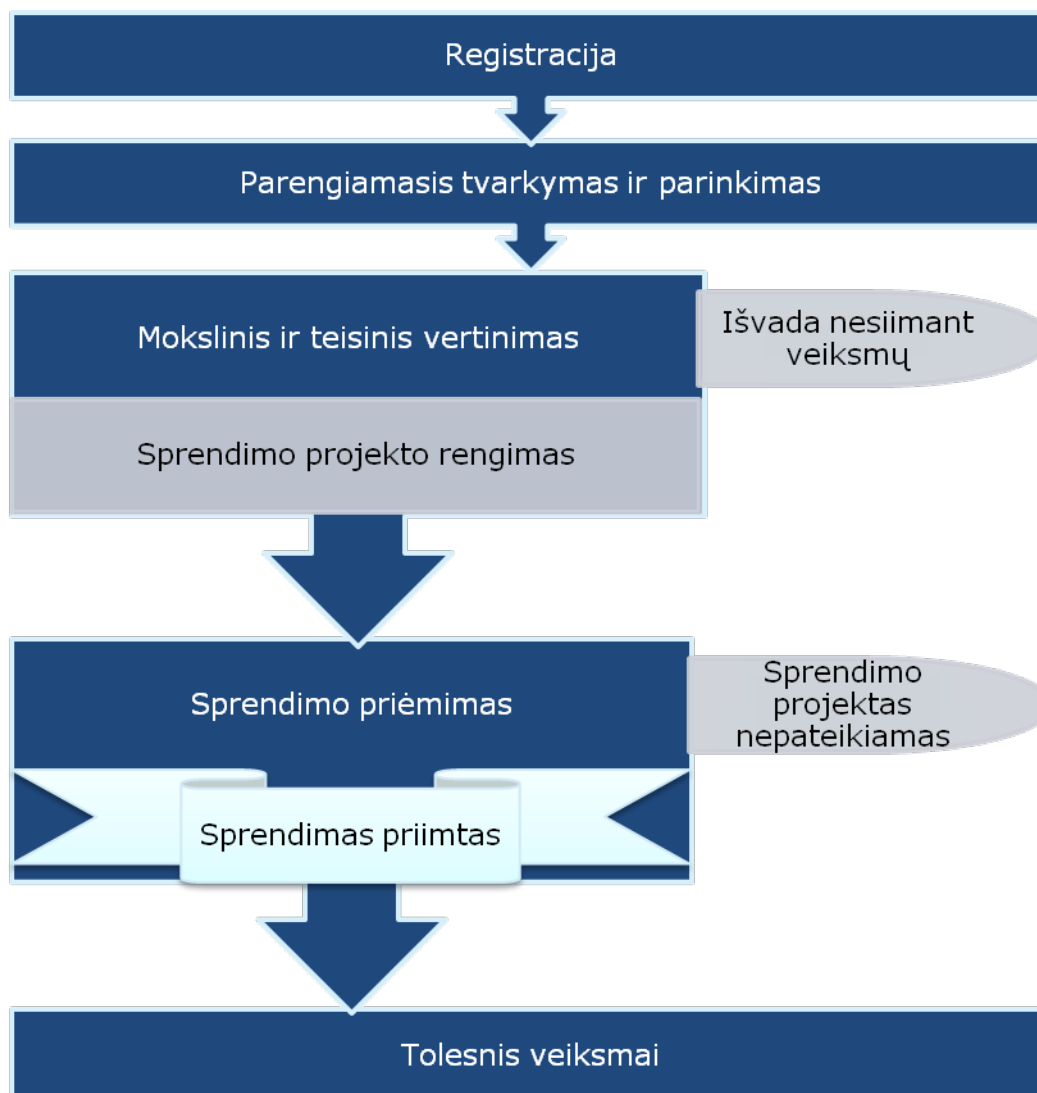 Registracija
Parengiamasis tvarkymas ir parinkimas
Mokslinis ir teisinis vertinimas
Išvada nesiimant
veiksmų
Sprendimo projekto rengimas
Sprendimo priėmimas
Sprendimo
projektas
nepateikiamas
Sprendimas priimtas
Tolesnis veiksmai